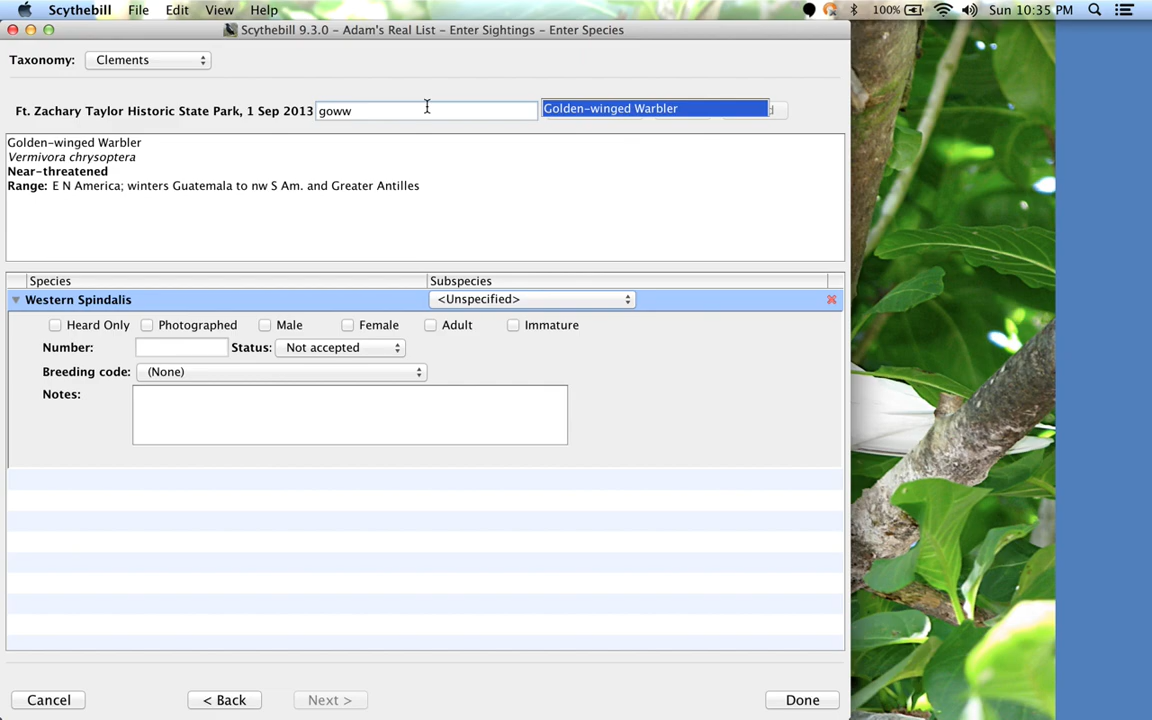 Scythebill File Edit View Help 100% Sun 10:35 PM
Scythebill 9.3.0 – Adam's Real List – Enter Sightings – Enter Species
Taxonomy: Clements
Ft. Zachary Taylor Historic State Park, 1 Sep 2013 goww Golden-winged Warbler
Golden-winged Warbler
Vermivora chrysoptera
Near-threatened
Range: E N America; winters Guatemala to nw S Am. and Greater Antilles
Species Subspecies
Western Spindalis <Unspecified>
Heard Only Photographed Male Female Adult Immature
Number: Status: Not accepted
Breeding code: (None)
Notes:
Cancel < Back Next > Done